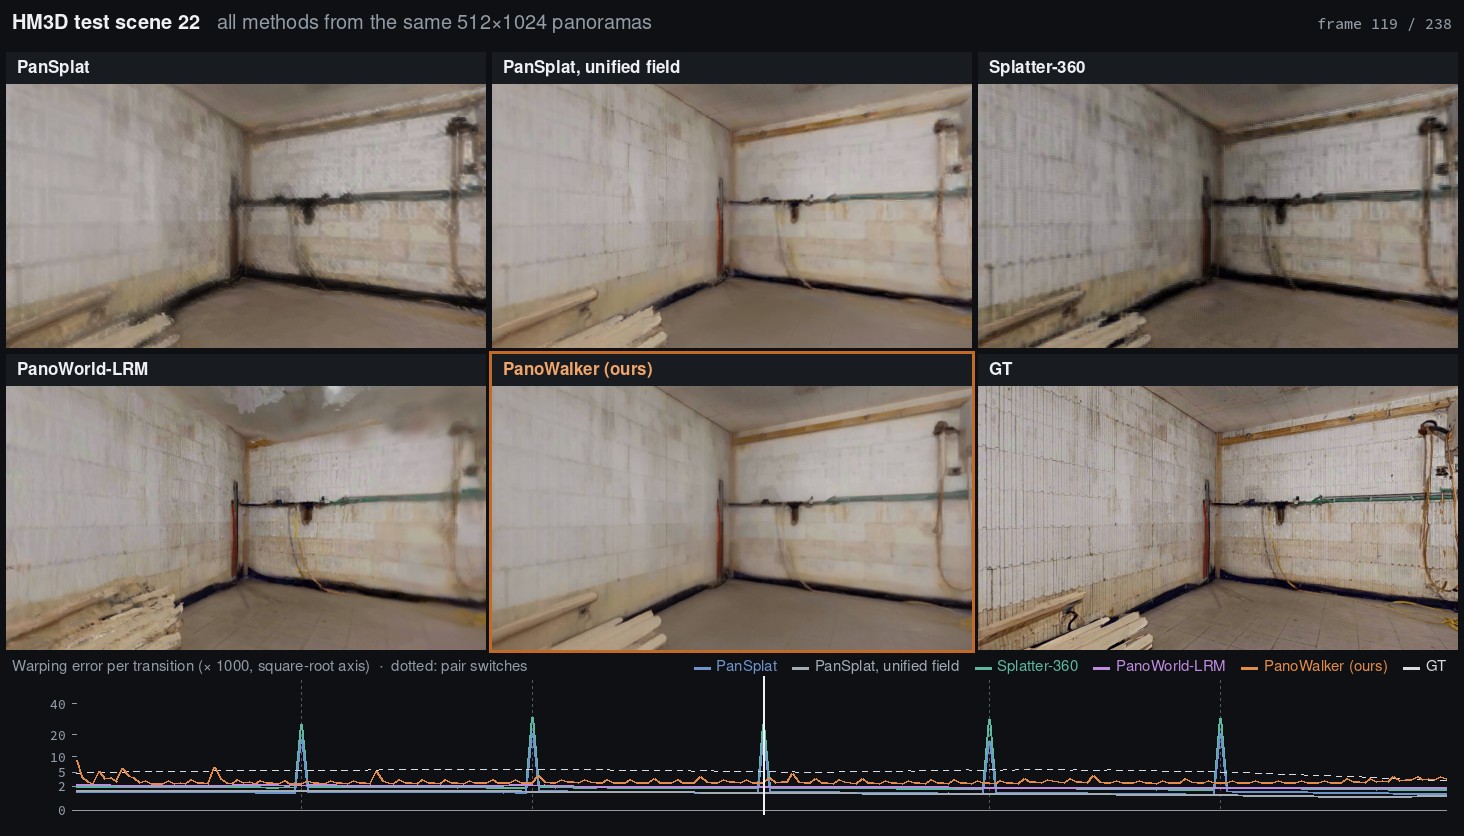 HM3D test scene 22 all methods from the same 512×1024 panoramas frame 119 / 238
PanSplat PanSplat, unified field Splatter-360
PanoWorld-LRM PanoWalker (ours) GT
Warping error per transition (× 1000, square-root axis) · dotted: pair switches PanSplat PanSplat, unified field Splatter-360 PanoWorld-LRM PanoWalker (ours) GT
40
20
10
5
2
0